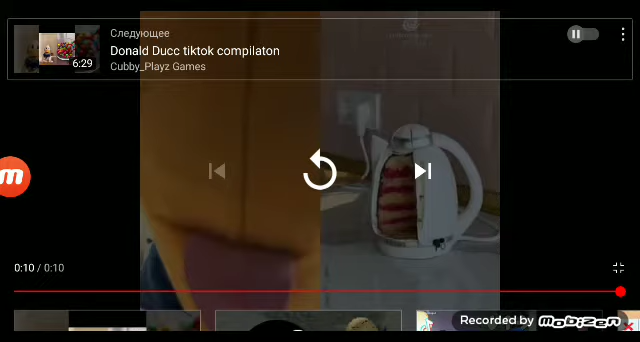 Следующее
Donald Ducc tiktok compilaton
Cubby_Playz Games
6:29
0:10 / 0:10
Recorded by mobizen